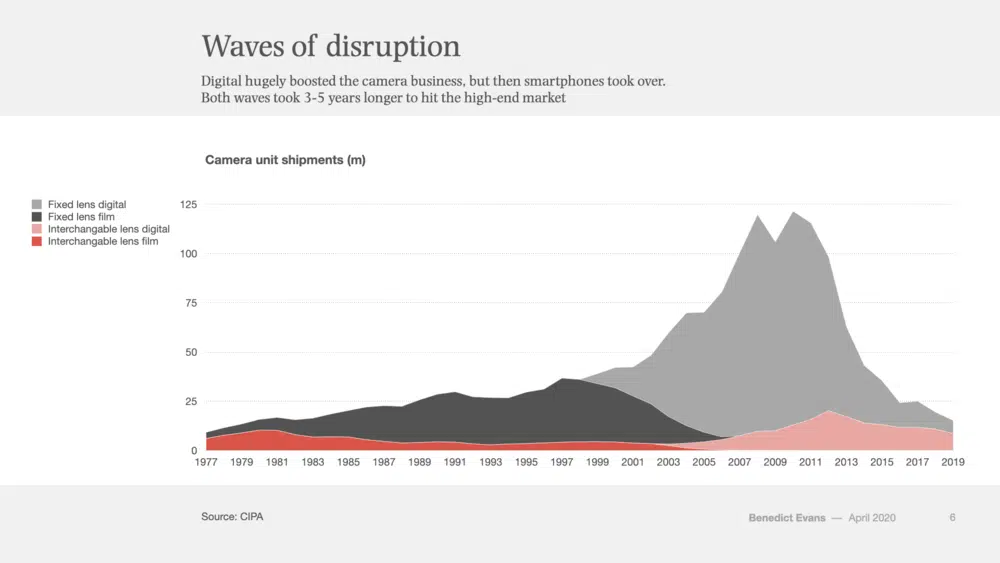 Waves of disruption
Digital hugely boosted the camera business, but then smartphones took over.
Both waves took 3-5 years longer to hit the high-end market
Camera unit shipments (m)
Fixed lens digital
Fixed lens film
Interchangable lens digital
Interchangable lens film
125
100
75
50
25
0
1977 1979 1981 1983 1985 1987 1989 1991 1993 1995 1997 1999 2001 2003 2005 2007 2009 2011 2013 2015 2017 2019
Source: CIPA
Benedict Evans — April 2020 6